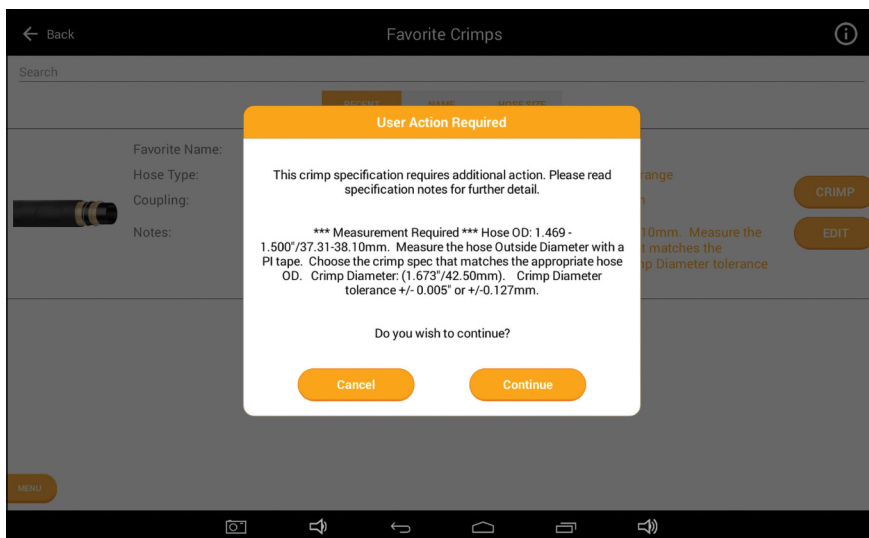 Back
Favorite Crimps
Search
RECENT NAME HOSE SIZE
User Action Required
This crimp specification requires additional action. Please read
specification notes for further detail.
*** Measurement Required *** Hose OD: 1.469 -
1.500"/37.31-38.10mm. Measure the hose Outside Diameter with a
PI tape. Choose the crimp spec that matches the appropriate hose
OD. Crimp Diameter: (1.673"/42.50mm). Crimp Diameter
tolerance +/- 0.005" or +/-0.127mm.
Do you wish to continue?
Cancel Continue
Favorite Name:
Hose Type:
Coupling:
Notes:
10mm. Measure the
t matches the
Diameter tolerance
CRIMP
EDIT
MENU